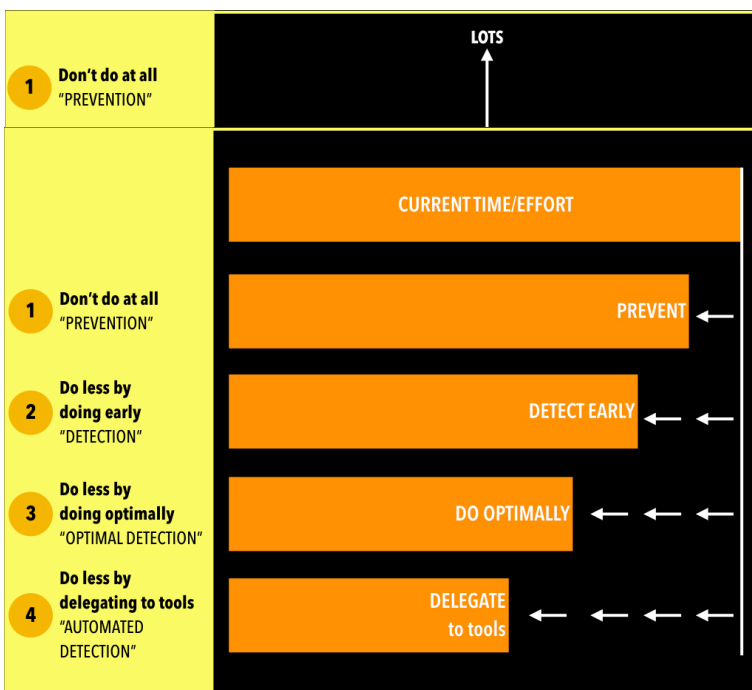 LOTS
1
Don't do at all
"PREVENTION"
CURRENT TIME/EFFORT
1
Don't do at all
"PREVENTION"
PREVENT
2
Do less by
doing early
"DETECTION"
DETECT EARLY
3
Do less by
doing optimally
"OPTIMAL DETECTION"
DO OPTIMALLY
4
Do less by
delegating to tools
"AUTOMATED
DETECTION"
DELEGATE
to tools